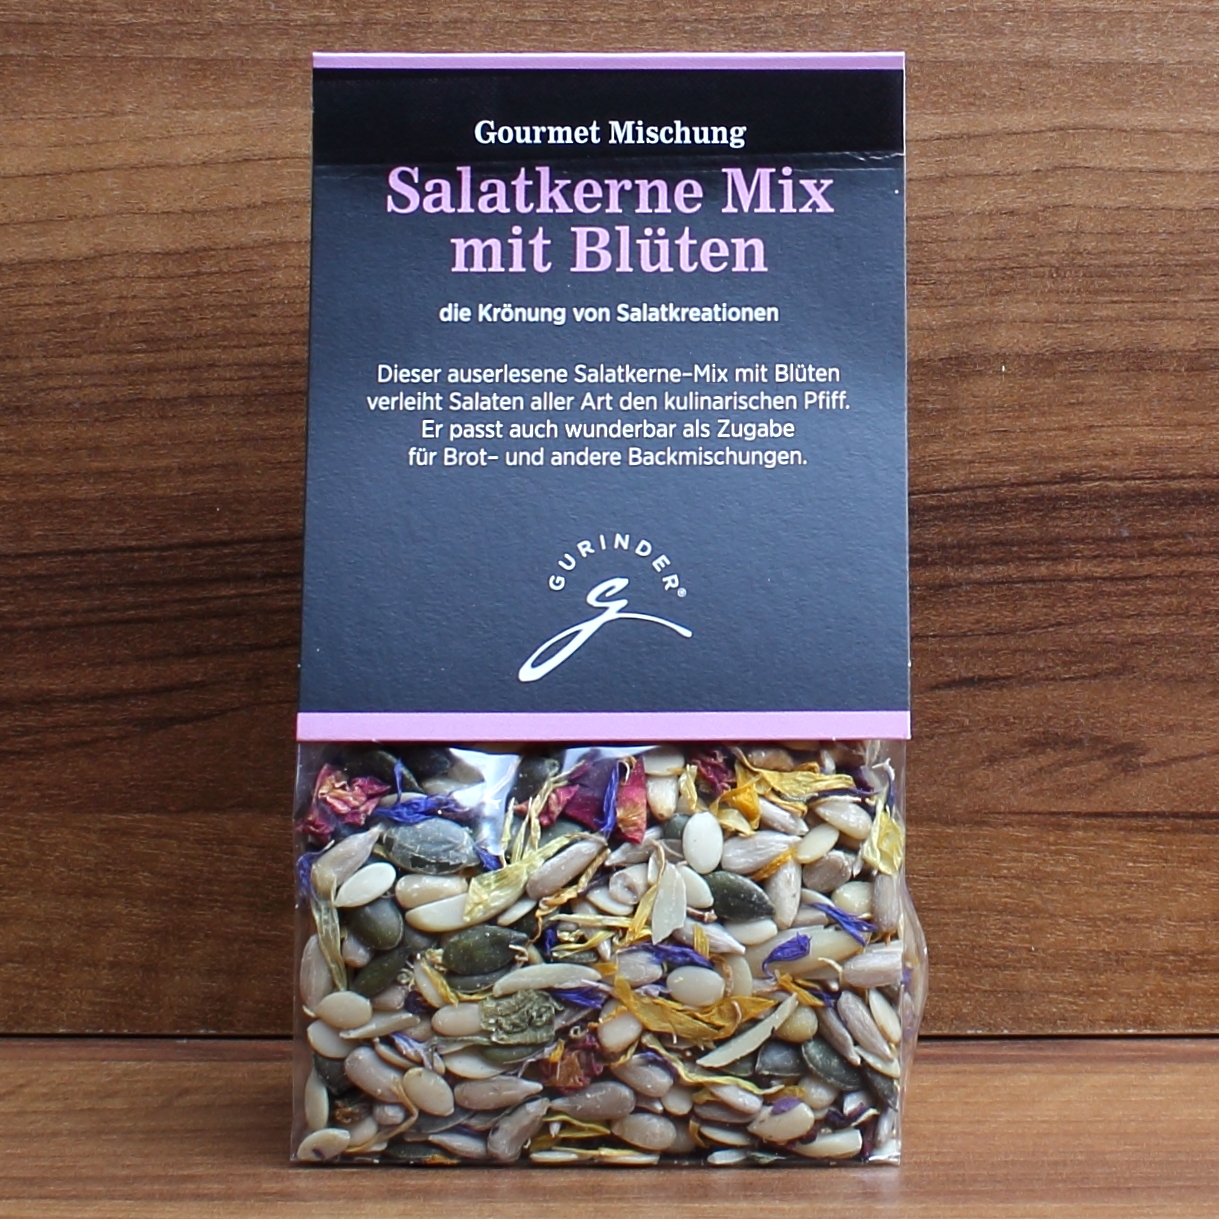 Gourmet Mischung
Salatkerne Mix
mit Blüten
die Krönung von Salatkreationen
Dieser auserlesene Salatkerne-Mix mit Blüten
verleiht Salaten aller Art den kulinarischen Pfiff.
Er passt auch wunderbar als Zugabe
für Brot- und andere Backmischungen.
GURINDER®
g